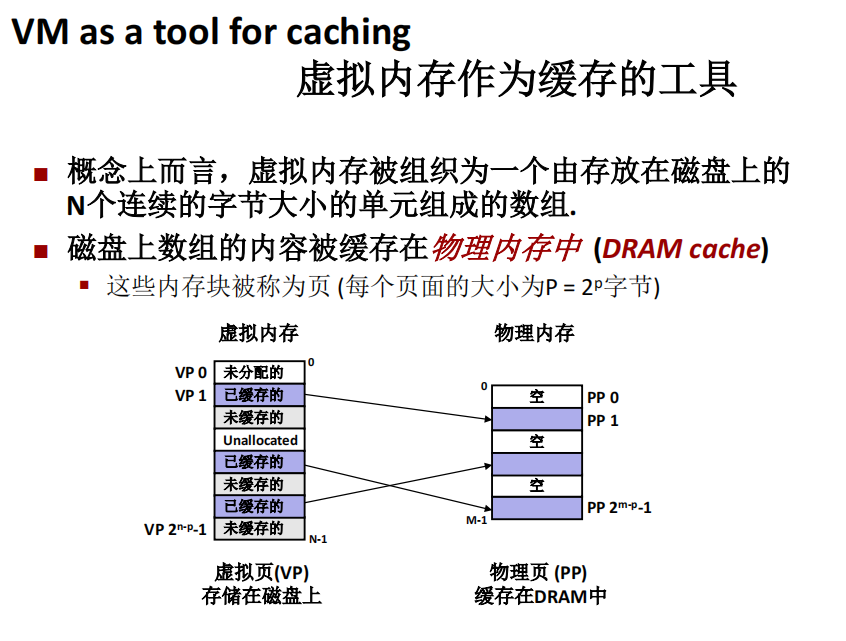 VM as a tool for caching
虚拟内存作为缓存的工具
■ 概念上而言，虚拟内存被组织为一个由存放在磁盘上的
N个连续的字节大小的单元组成的数组.
■ 磁盘上数组的内容被缓存在物理内存中 (DRAM cache)
■ 这些内存块被称为页 (每个页面的大小为P = 2ᵖ字节)
虚拟内存
VP 0 未分配的 0
VP 1 已缓存的
未缓存的
Unallocated
已缓存的
未缓存的
已缓存的
VP 2ⁿ⁻ᵖ-1 未缓存的
N-1
虚拟页(VP)
存储在磁盘上
物理内存
0 空 PP 0
PP 1
空
空
PP 2ᵐ⁻ᵖ-1
M-1
物理页 (PP)
缓存在DRAM中